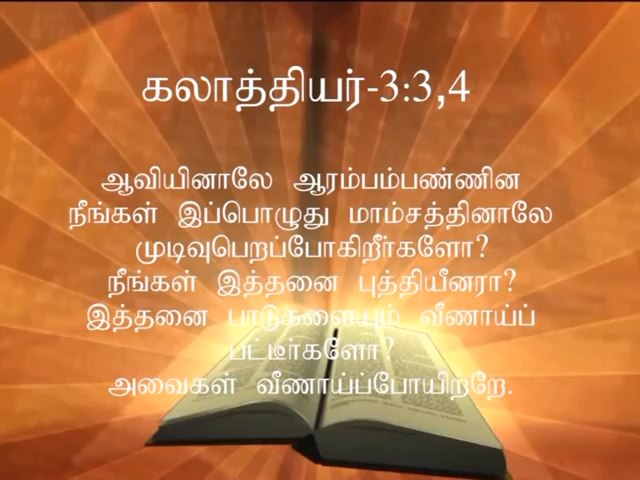 கலாத்தியர்-3:3,4
ஆவியினாலே ஆரம்பம்பண்ணின
நீங்கள் இப்பொழுது மாம்சத்தினாலே
முடிவுபெறப்போகிறீர்களோ?
நீங்கள் இத்தனை புத்தியீனரா?
இத்தனை பாடுகளையும் வீணாய்ப்
பட்டீர்களோ?
அவைகள் வீணாய்ப்போயிற்றே.